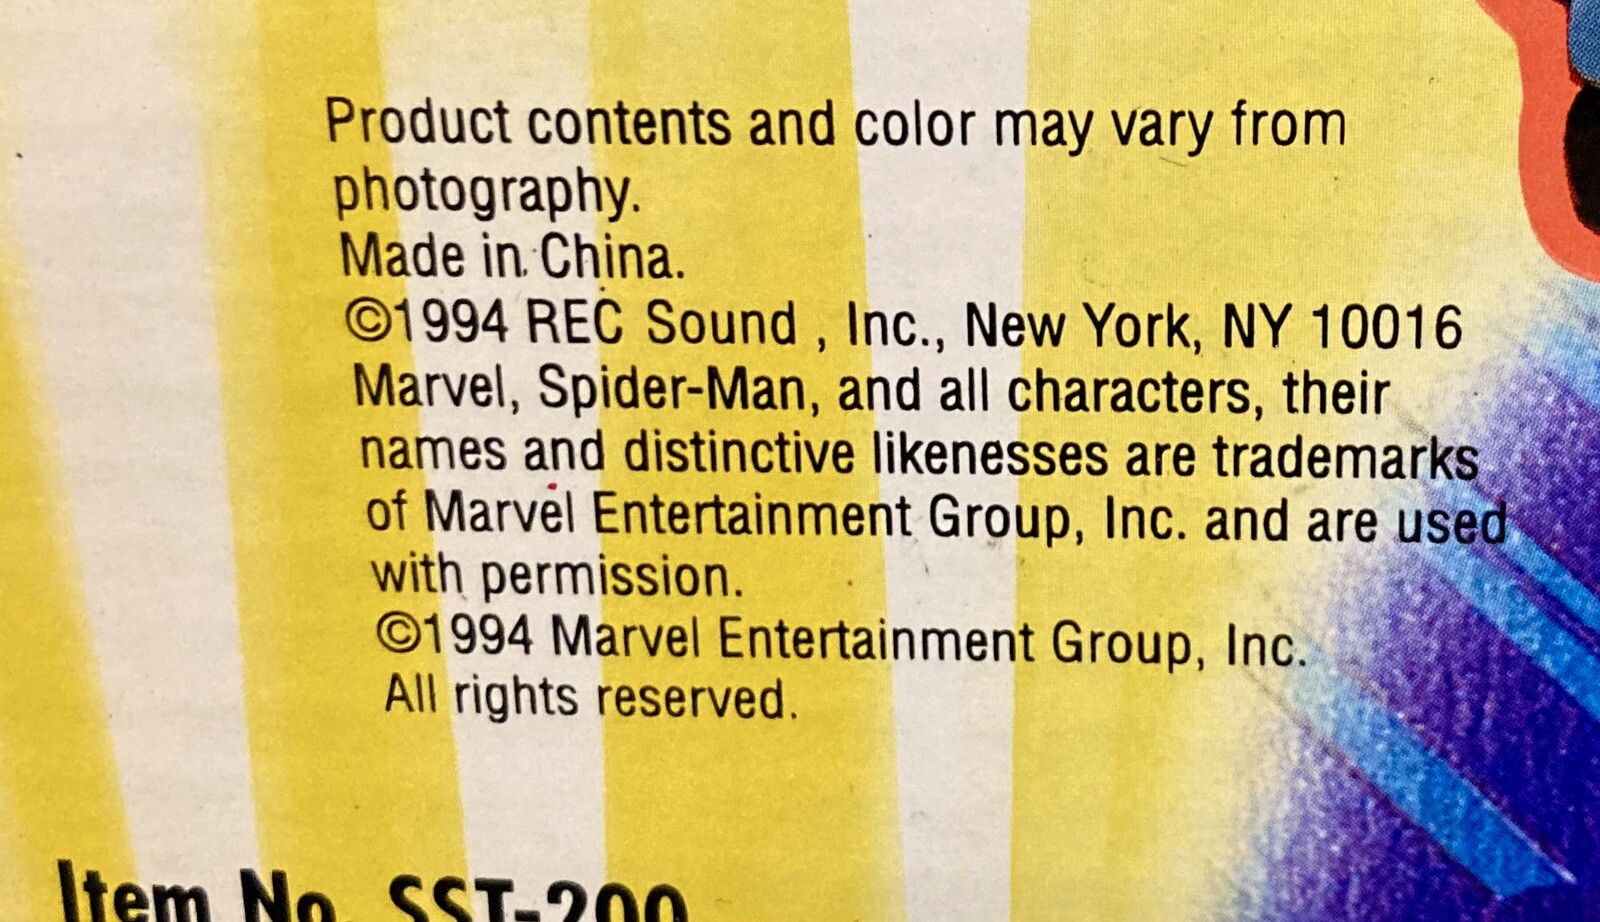 Product contents and color may vary from
photography.
Made in China.
©1994 REC Sound , Inc., New York, NY 10016
Marvel, Spider-Man, and all characters, their
names and distinctive likenesses are trademarks
of Marvel Entertainment Group, Inc. and are used
with permission.
©1994 Marvel Entertainment Group, Inc.
All rights reserved.
Item No. SST-200